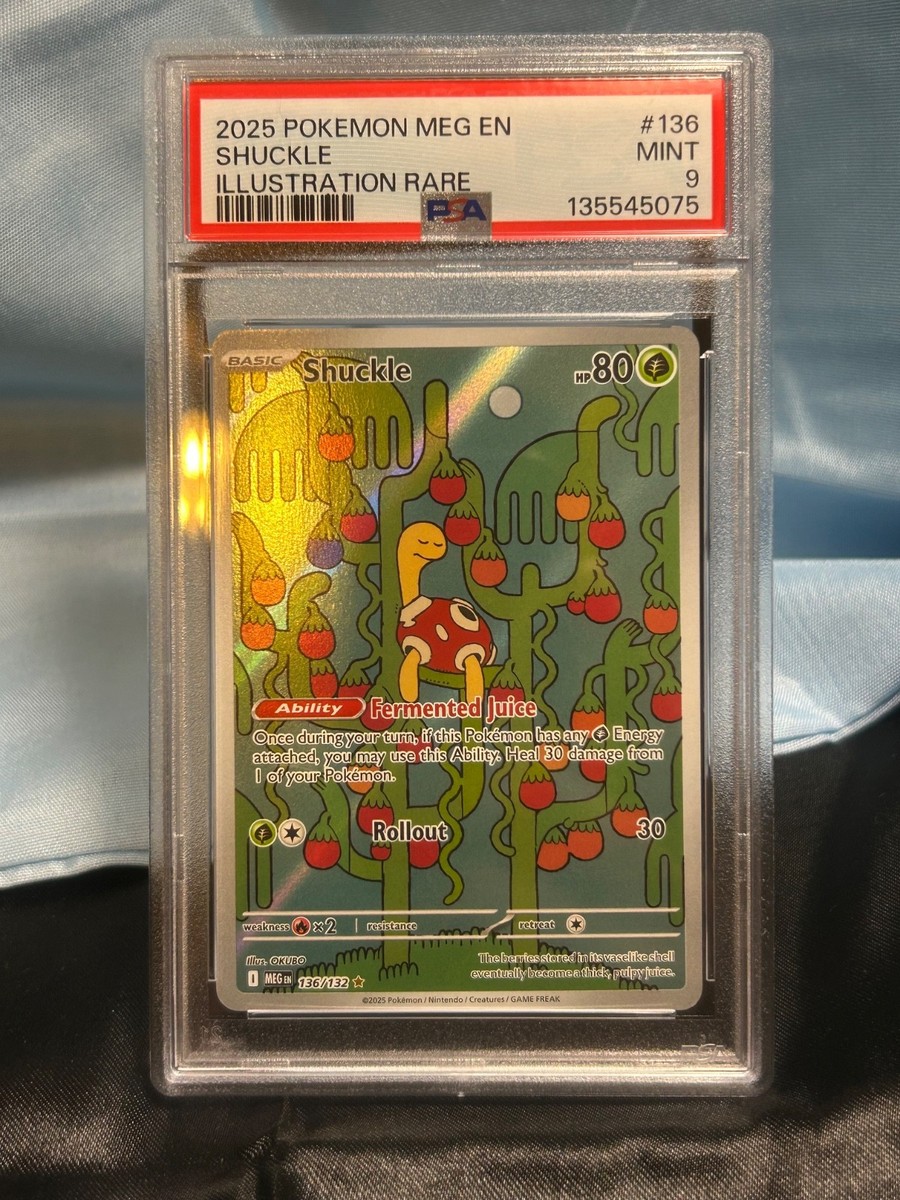 2025 POKEMON MEG EN #136
SHUCKLE MINT
ILLUSTRATION RARE 9
PSA 135545075
BASIC Shuckle HP 80
Ability Fermented Juice
Once during your turn, if this Pokémon has any Energy
attached, you may use this Ability. Heal 30 damage from
1 of your Pokémon.
Rollout 30
weakness ×2 resistance retreat
Illus. OKUBO
The berries stored in its vaselike shell
eventually become a thick, pulpy juice.
I MEG EN 136/132
©2025 Pokémon / Nintendo / Creatures / GAME FREAK
PSA